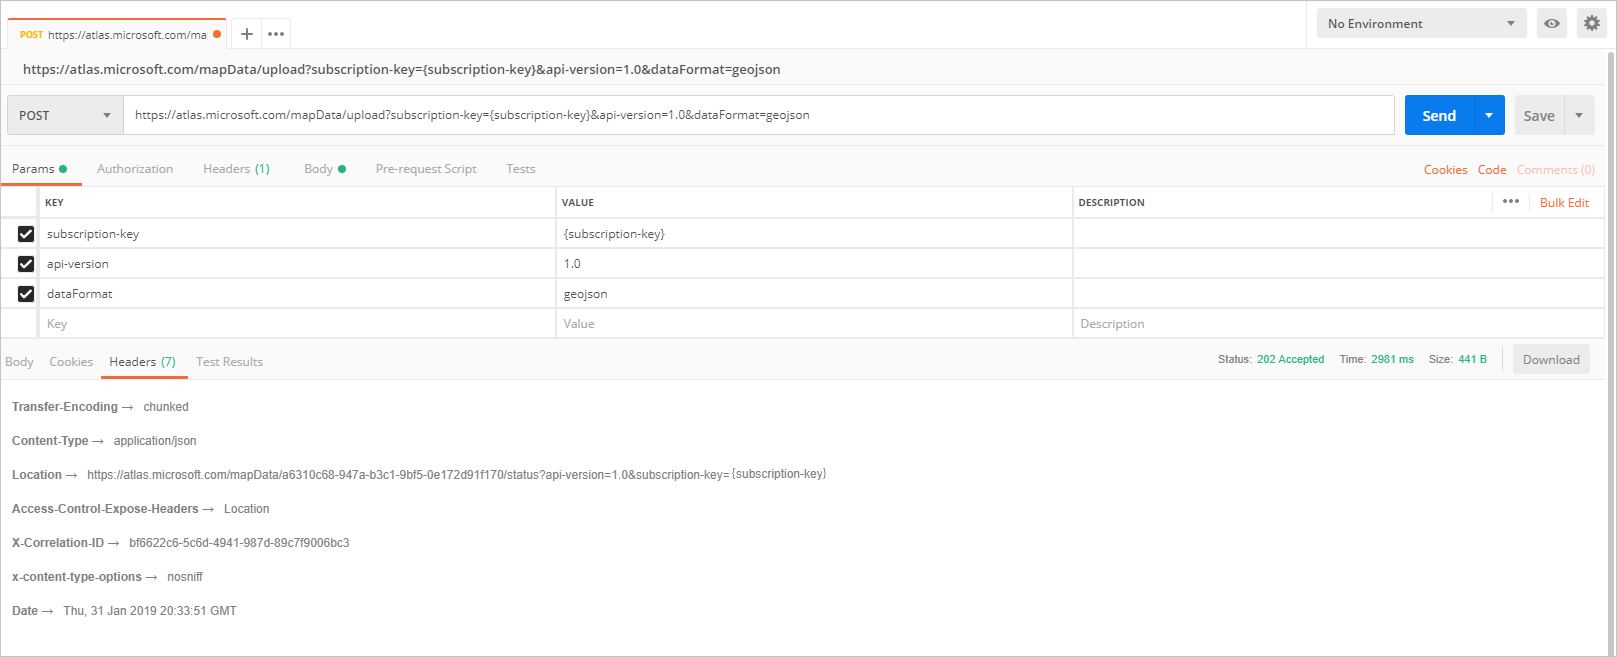 POST https://atlas.microsoft.com/ma
No Environment
https://atlas.microsoft.com/mapData/upload?subscription-key={subscription-key}&api-version=1.0&dataFormat=geojson
POST https://atlas.microsoft.com/mapData/upload?subscription-key={subscription-key}&api-version=1.0&dataFormat=geojson Send Save
Params Authorization Headers (1) Body Pre-request Script Tests Cookies Code Comments (0)
KEY VALUE DESCRIPTION Bulk Edit
subscription-key {subscription-key}
api-version 1.0
dataFormat geojson
Key Value Description
Body Cookies Headers (7) Test Results Status: 202 Accepted Time: 2981 ms Size: 441 B Download
Transfer-Encoding → chunked
Content-Type → application/json
Location → https://atlas.microsoft.com/mapData/a6310c68-947a-b3c1-9bf5-0e172d91f170/status?api-version=1.0&subscription-key= {subscription-key}
Access-Control-Expose-Headers → Location
X-Correlation-ID → bf6622c6-5c6d-4941-987d-89c7f9006bc3
x-content-type-options → nosniff
Date → Thu, 31 Jan 2019 20:33:51 GMT